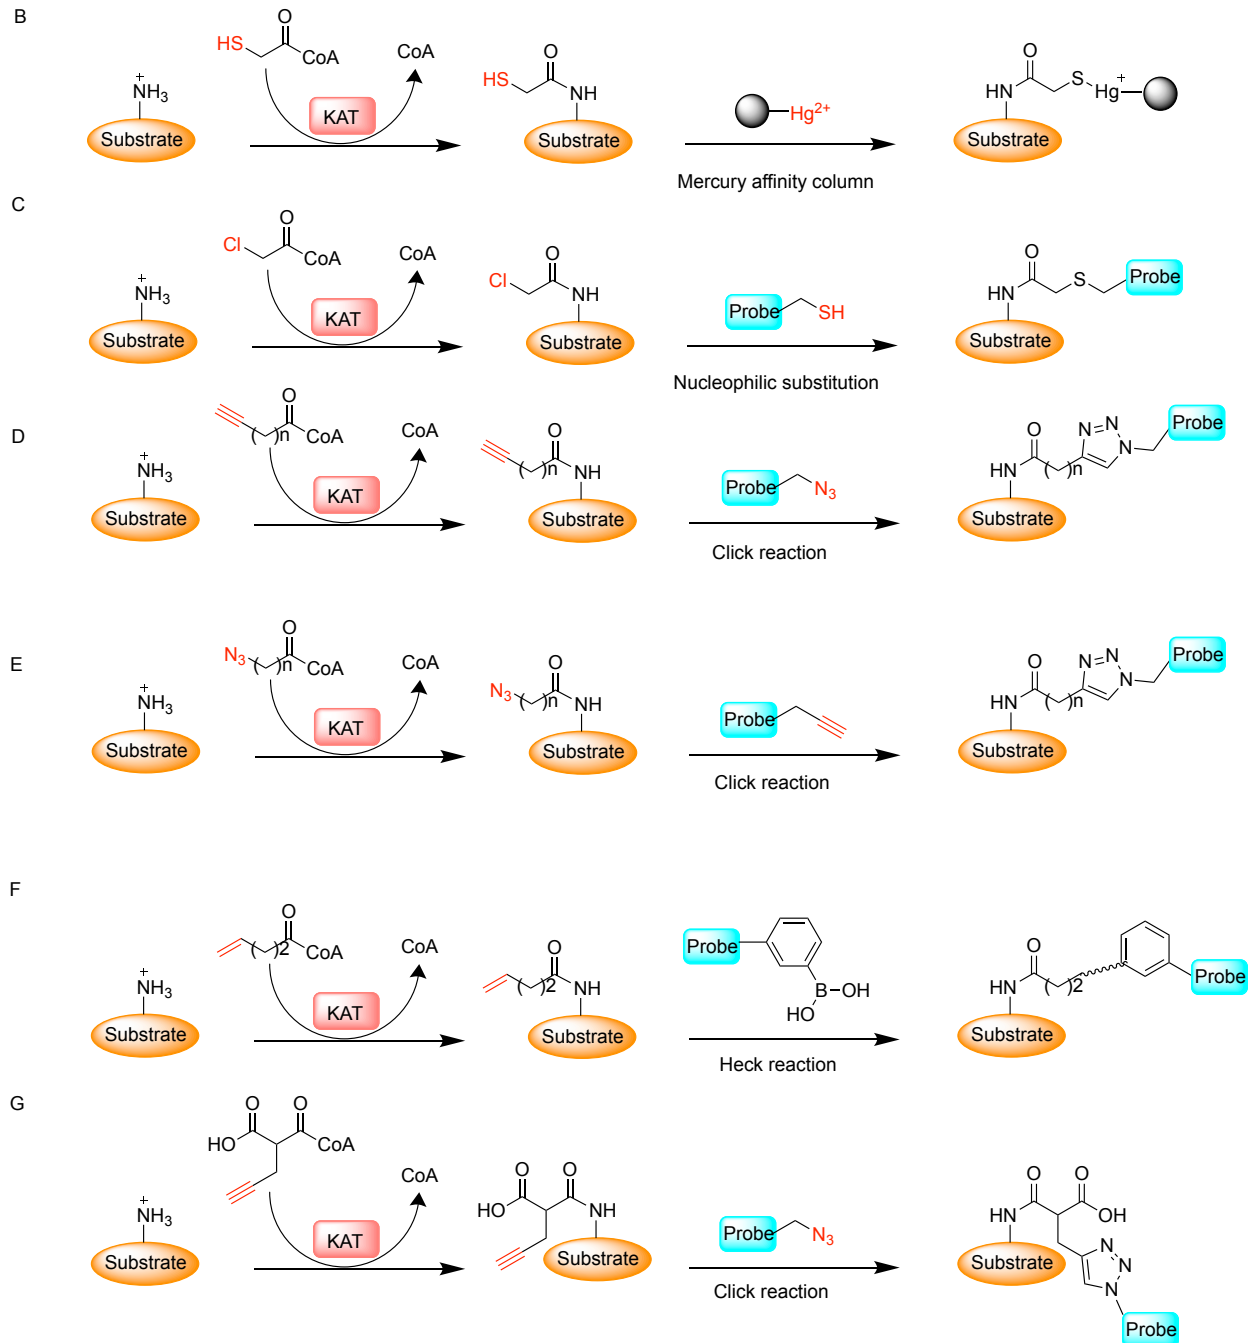 B
HS
O
CoA
CoA
+
NH3
Substrate
KAT
HS
O
NH
Substrate
Hg2+
Mercury affinity column
O
HN
S
Hg
+
Substrate
C
Cl
O
CoA
CoA
+
NH3
Substrate
KAT
Cl
O
NH
Substrate
Probe
SH
Nucleophilic substitution
O
HN
S
Probe
Substrate
D
O
( )n
CoA
CoA
+
NH3
Substrate
KAT
O
( )n
NH
Substrate
Probe
N3
Click reaction
O
HN
( )n
N
N
N
Probe
Substrate
E
N3
O
( )n
CoA
CoA
+
NH3
Substrate
KAT
N3
O
( )n
NH
Substrate
Probe
Click reaction
O
HN
( )n
N
N
N
Probe
Substrate
F
O
( )2
CoA
CoA
+
NH3
Substrate
KAT
O
( )2
NH
Substrate
Probe
B
OH
HO
Heck reaction
O
HN
( )2
Probe
Substrate
G
O
O
HO
CoA
CoA
+
NH3
Substrate
KAT
O
O
HO
NH
Substrate
Probe
N3
Click reaction
O
O
HN
OH
Substrate
N
N
N
Probe